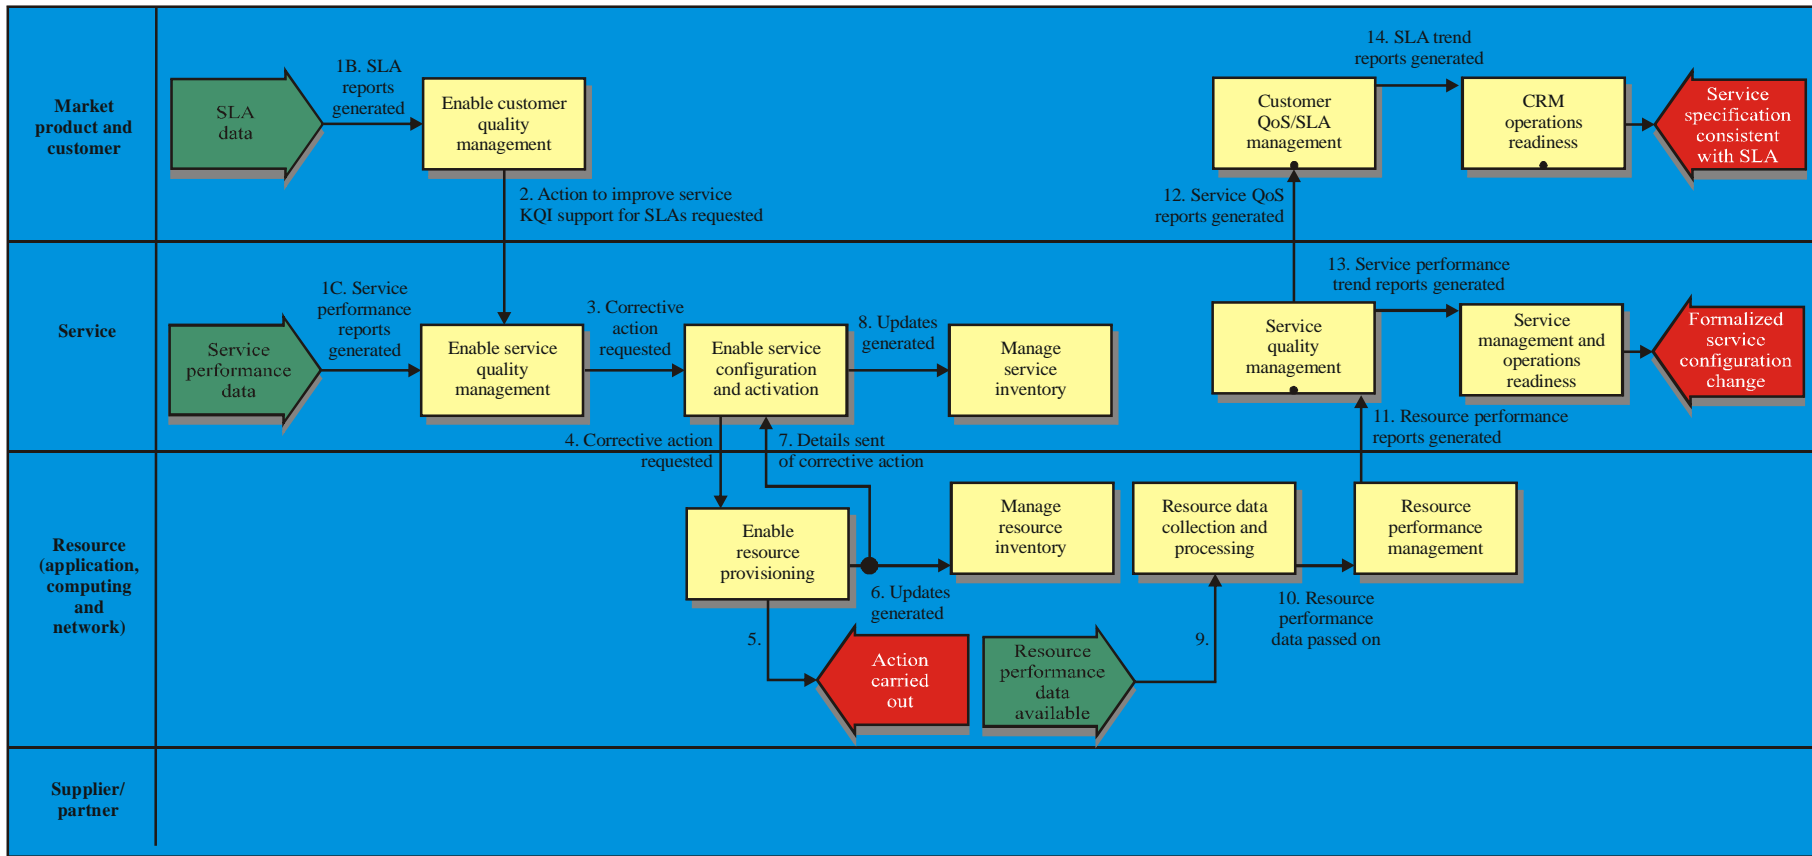 Market
product and
customer
SLA
data
1B. SLA
reports
generated
Enable customer
quality
management
2. Action to improve service
KQI support for SLAs requested
Customer
QoS/SLA
management
14. SLA trend
reports generated
CRM
operations
readiness
Service
specification
consistent
with SLA
12. Service QoS
reports generated
Service
Service
performance
data
1C. Service
performance
reports
generated
Enable service
quality
management
3. Corrective
action
requested
Enable service
configuration
and activation
8. Updates
generated
Manage
service
inventory
Service
quality
management
13. Service performance
trend reports generated
Service
management and
operations
readiness
Formalized
service
configuration
change
4. Corrective action
requested
7. Details sent
of corrective action
11. Resource performance
reports generated
Resource
(application,
computing
and
network)
Enable
resource
provisioning
Manage
resource
inventory
6. Updates
generated
5.
Action
carried
out
Resource
performance
data
available
9.
Resource data
collection and
processing
10. Resource
performance
data passed on
Resource
performance
management
Supplier/
partner